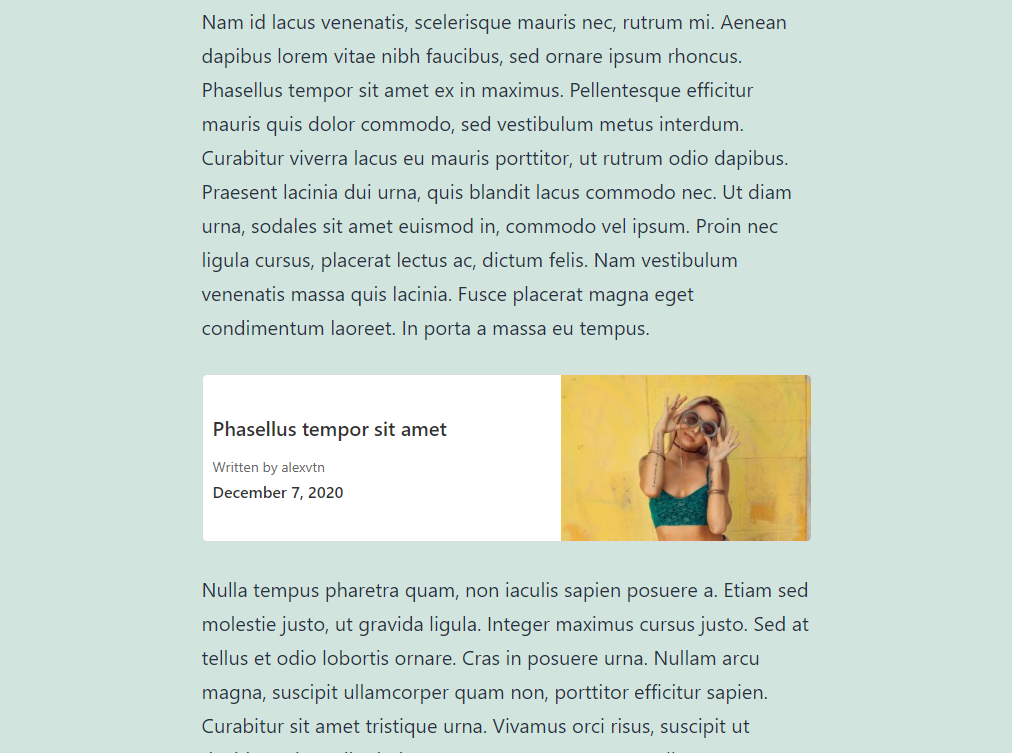 Nam id lacus venenatis, scelerisque mauris nec, rutrum mi. Aenean
dapibus lorem vitae nibh faucibus, sed ornare ipsum rhoncus.
Phasellus tempor sit amet ex in maximus. Pellentesque efficitur
mauris quis dolor commodo, sed vestibulum metus interdum.
Curabitur viverra lacus eu mauris porttitor, ut rutrum odio dapibus.
Praesent lacinia dui urna, quis blandit lacus commodo nec. Ut diam
urna, sodales sit amet euismod in, commodo vel ipsum. Proin nec
ligula cursus, placerat lectus ac, dictum felis. Nam vestibulum
venenatis massa quis lacinia. Fusce placerat magna eget
condimentum laoreet. In porta a massa eu tempus.
Phasellus tempor sit amet
Written by alexvtn
December 7, 2020
Nulla tempus pharetra quam, non iaculis sapien posuere a. Etiam sed
molestie justo, ut gravida ligula. Integer maximus cursus justo. Sed at
tellus et odio lobortis ornare. Cras in posuere urna. Nullam arcu
magna, suscipit ullamcorper quam non, porttitor efficitur sapien.
Curabitur sit amet tristique urna. Vivamus orci risus, suscipit ut